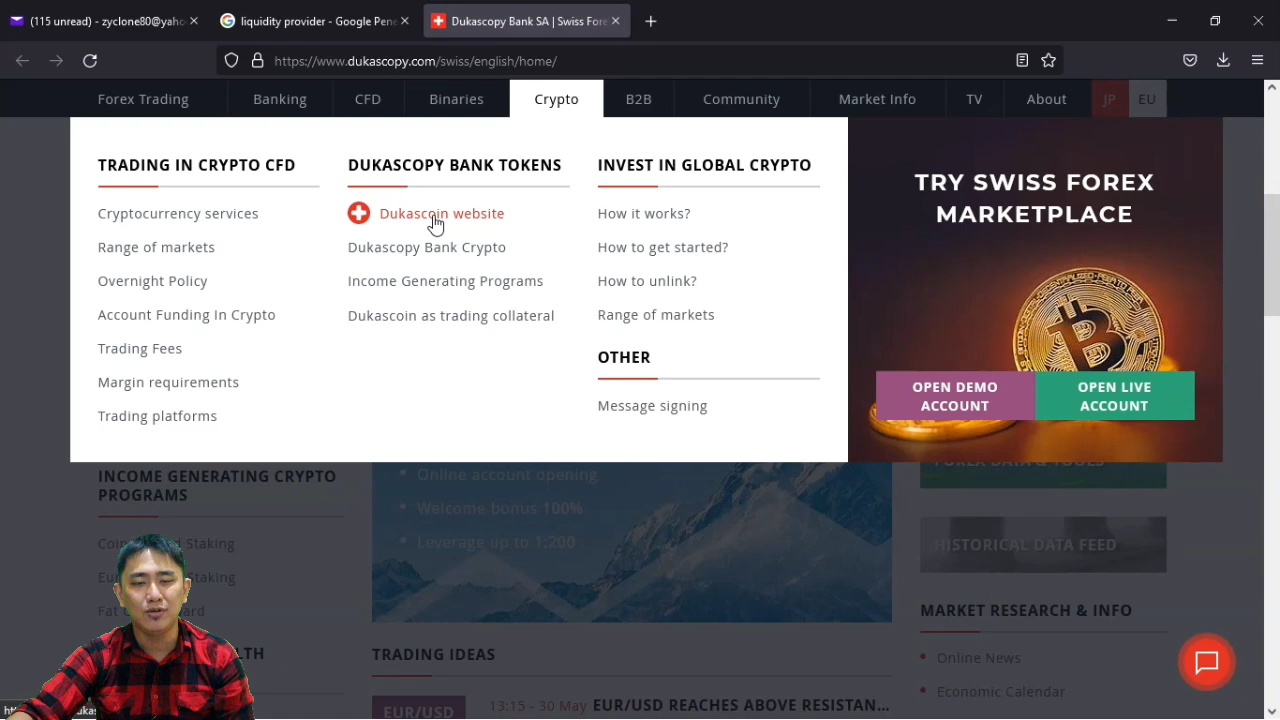 (115 unread) - zyclone80@yaho
liquidity provider - Google Pene
Dukascopy Bank SA | Swiss Fore
https://www.dukascopy.com/swiss/english/home/
Forex Trading
Banking
CFD
Binaries
Crypto
B2B
Community
Market Info
TV
About
JP
EU
TRADING IN CRYPTO CFD
Cryptocurrency services
Range of markets
Overnight Policy
Account Funding In Crypto
Trading Fees
Margin requirements
Trading platforms
DUKASCOPY BANK TOKENS
Dukascoin website
Dukascopy Bank Crypto
Income Generating Programs
Dukascoin as trading collateral
INVEST IN GLOBAL CRYPTO
How it works?
How to get started?
How to unlink?
Range of markets
OTHER
Message signing
TRY SWISS FOREX
MARKETPLACE
OPEN DEMO
ACCOUNT
OPEN LIVE
ACCOUNT
INCOME GENERATING CRYPTO
PROGRAMS
Staking
Staking
Online account opening
Welcome bonus 100%
Leverage up to 1:200
TRADING IDEAS
EUR/USD
13:15 - 30 May EUR/USD REACHES ABOVE RESISTAN...
FOREX DATA & TOOLS
HISTORICAL DATA FEED
MARKET RESEARCH & INFO
Online News
Economic Calendar